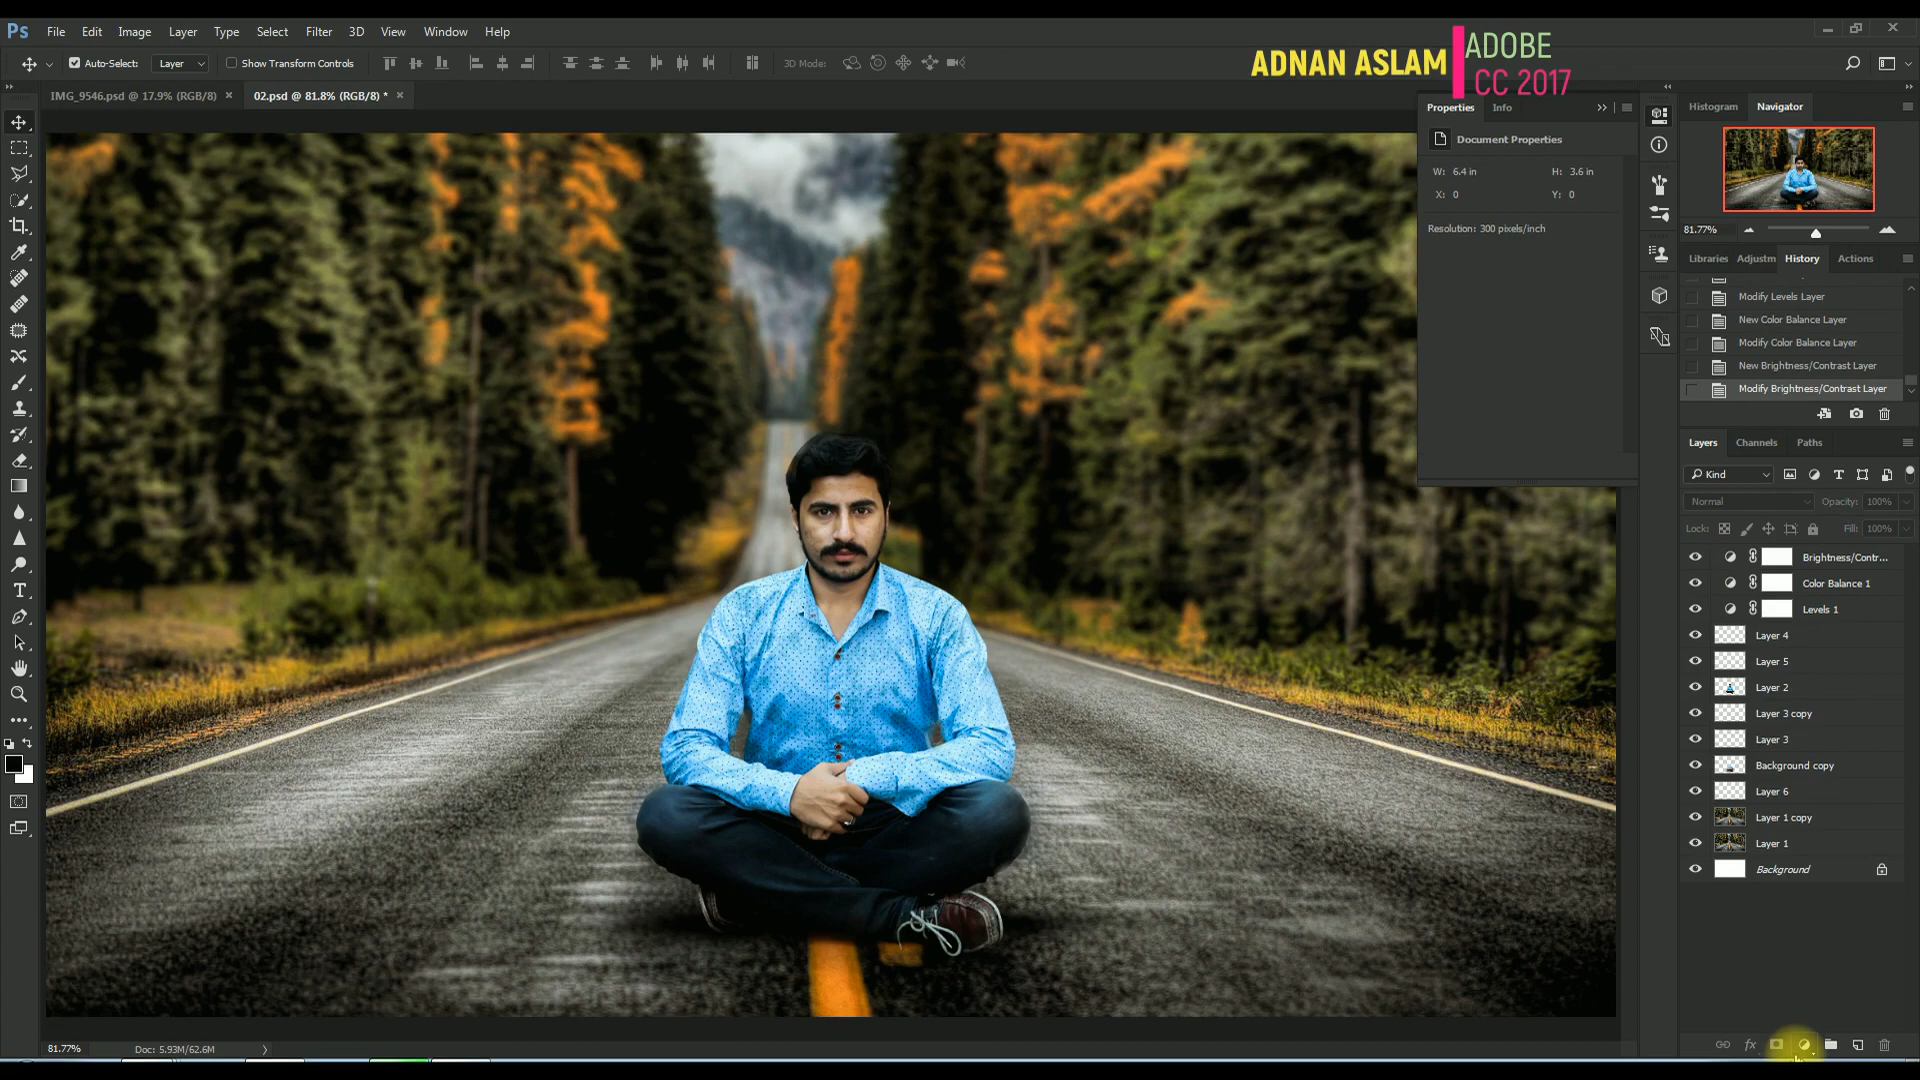 Ps File Edit Image Layer Type Select Filter 3D View Window Help
ADNAN ASLAM
ADOBE
CC 2017
Auto-Select: Layer Show Transform Controls 3D Mode:
IMG_9546.psd @ 17.9% (RGB/8) × 02.psd @ 81.8% (RGB/8) * ×
Properties Info
Document Properties
W: 6.4 in H: 3.6 in
X: 0 Y: 0
Resolution: 300 pixels/inch
Histogram Navigator
81.77%
Libraries Adjustm History Actions
Modify Levels Layer
New Color Balance Layer
Modify Color Balance Layer
New Brightness/Contrast Layer
Modify Brightness/Contrast Layer
Layers Channels Paths
Kind
Normal Opacity: 100%
Lock: Fill: 100%
Brightness/Contr...
Color Balance 1
Levels 1
Layer 4
Layer 5
Layer 2
Layer 3 copy
Layer 3
Background copy
Layer 6
Layer 1 copy
Layer 1
Background
fx
81.77% Doc: 5.93M/62.6M